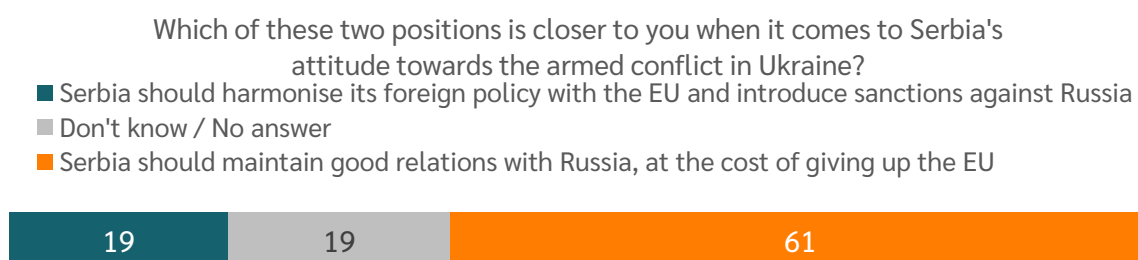 Which of these two positions is closer to you when it comes to Serbia's
attitude towards the armed conflict in Ukraine?
Serbia should harmonise its foreign policy with the EU and introduce sanctions against Russia
Don't know / No answer
Serbia should maintain good relations with Russia, at the cost of giving up the EU
19 19 61